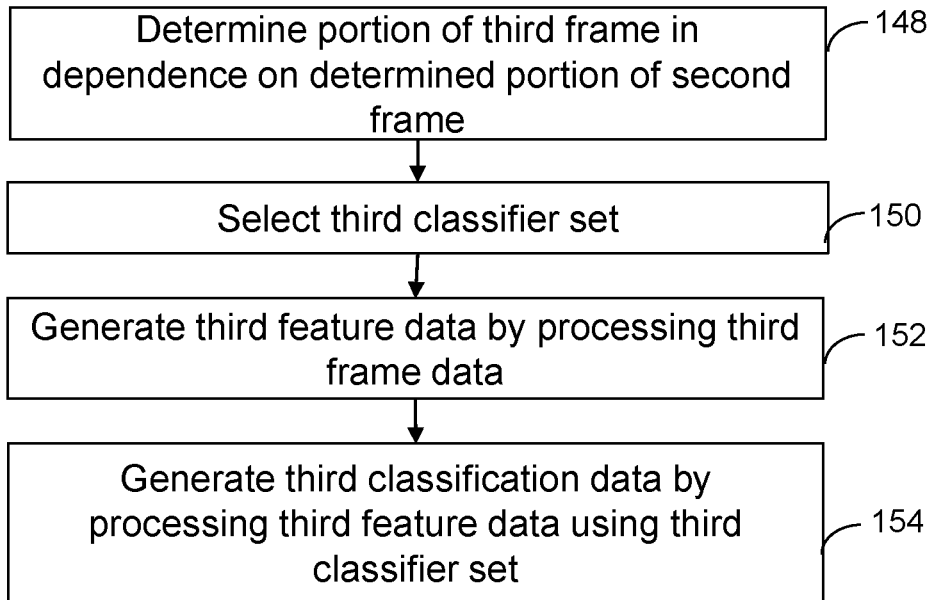 Determine portion of third frame in
dependence on determined portion of second
frame
148
Select third classifier set
150
Generate third feature data by processing third
frame data
152
Generate third classification data by
processing third feature data using third
classifier set
154